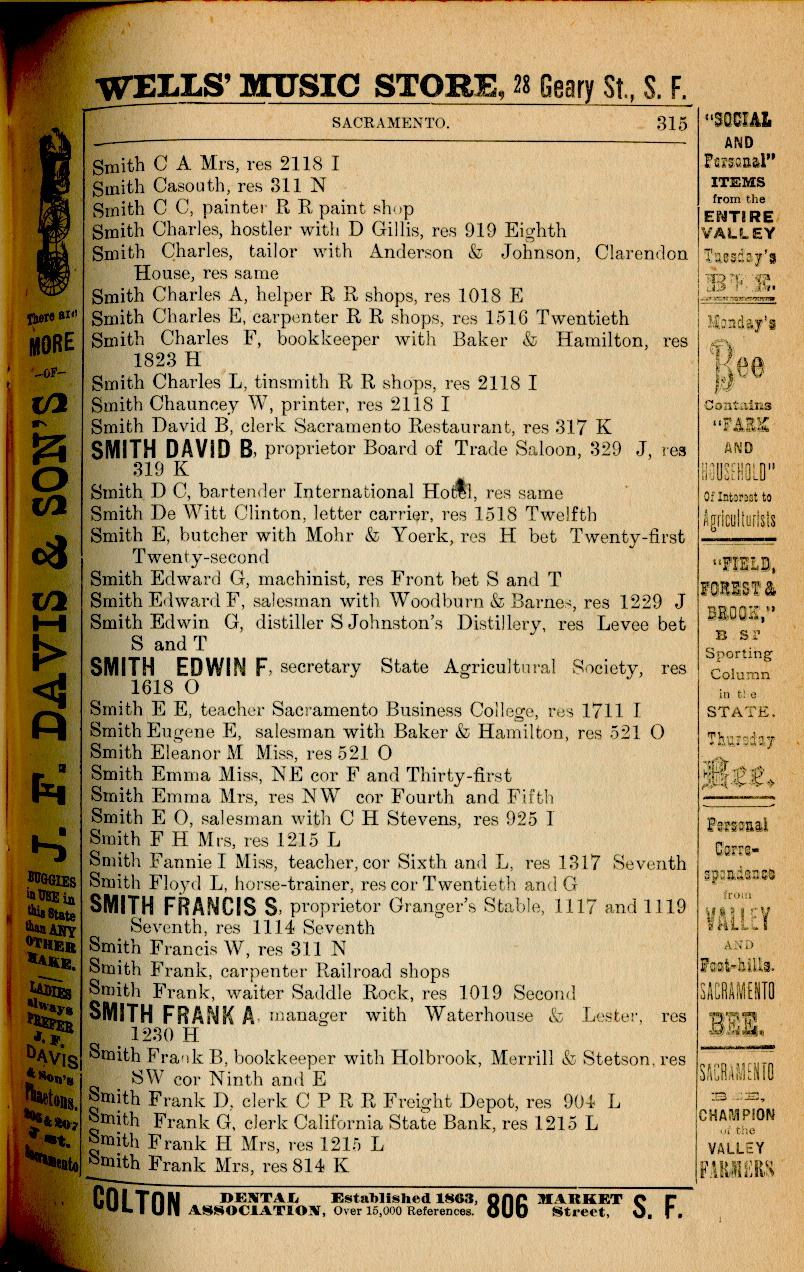 WELLS' MUSIC STORE, 28 Geary St., S. F.
SACRAMENTO. 315
Smith C A Mrs, res 2118 I
Smith Casouth, res 311 N
Smith C C, painter R R paint shop
Smith Charles, hostler with D Gillis, res 919 Eighth
Smith Charles, tailor with Anderson & Johnson, Clarendon
House, res same
Smith Charles A, helper R R shops, res 1018 E
Smith Charles E, carpenter R R shops, res 1516 Twentieth
Smith Charles F, bookkeeper with Baker & Hamilton, res
1823 H
Smith Charles L, tinsmith R R shops, res 2118 I
Smith Chauncey W, printer, res 2118 I
Smith David B, clerk Sacramento Restaurant, res 317 K
SMITH DAVID B, proprietor Board of Trade Saloon, 329 J, res
319 K
Smith D C, bartender International Hotel, res same
Smith De Witt Clinton, letter carrier, res 1518 Twelfth
Smith E, butcher with Mohr & Yoerk, res H bet Twenty-first
Twenty-second
Smith Edward G, machinist, res Front bet S and T
Smith Edward F, salesman with Woodburn & Barnes, res 1229 J
Smith Edwin G, distiller S Johnston's Distillery, res Levee bet
S and T
SMITH EDWIN F, secretary State Agricultural Society, res
1618 O
Smith E E, teacher Sacramento Business College, res 1711 I
Smith Eugene E, salesman with Baker & Hamilton, res 521 O
Smith Eleanor M Miss, res 521 O
Smith Emma Miss, NE cor F and Thirty-first
Smith Emma Mrs, res NW cor Fourth and Fifth
Smith E O, salesman with C H Stevens, res 925 I
Smith F H Mrs, res 1215 L
Smith Fannie I Miss, teacher, cor Sixth and L, res 1317 Seventh
Smith Floyd L, horse-trainer, res cor Twentieth and G
SMITH FRANCIS S, proprietor Granger's Stable, 1117 and 1119
Seventh, res 1114 Seventh
Smith Francis W, res 311 N
Smith Frank, carpenter Railroad shops
Smith Frank, waiter Saddle Rock, res 1019 Second
SMITH FRANK A, manager with Waterhouse & Lester, res
1230 H
Smith Frank B, bookkeeper with Holbrook, Merrill & Stetson, res
SW cor Ninth and E
Smith Frank D, clerk C P R R Freight Depot, res 904 L
Smith Frank G, clerk California State Bank, res 1215 L
Smith Frank H Mrs, res 1215 L
Smith Frank Mrs, res 814 K
COLTON DENTAL ASSOCIATION, Established 1863, Over 15,000 References. 806 MARKET Street, S. F.
There are
MORE
—OF—
J. F. DAVIS & SON'S
BUGGIES
in USE in
this State
than ANY
OTHER
MAKE.
LADIES
always
PREFER
J. F.
DAVIS
& Son's
Phaetons.
205 & 207
J st.
Sacramento
"SOCIAL
AND
Personal"
ITEMS
from the
ENTIRE
VALLEY
Tuesday's
BEE.
Monday's
Bee
Contains
"FARK
AND
HOUSEHOLD"
Of Interest to
Agriculturists
"FIELD,
FOREST &
BROOK,"
B ST
Sporting
Column
in the
STATE.
Thursday
Bee.
Personal
Corre-
spondence
from
VALLEY
AND
Foot-hills.
SACRAMENTO
BEE.
SACRAMENTO
BEE,
CHAMPION
of the
VALLEY
FARMERS